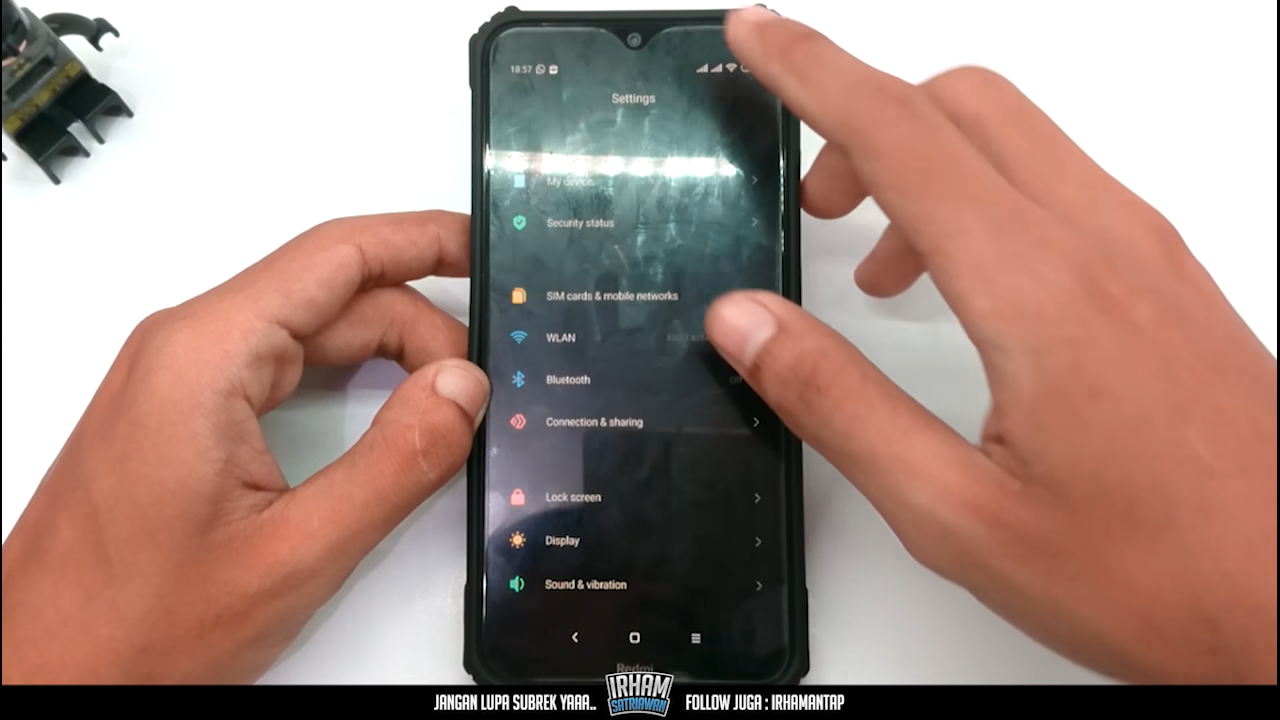 18:57
Settings
My device
Security status
SIM cards & mobile networks
WLAN
Bluetooth
Off
Connection & sharing
Lock screen
Display
Sound & vibration
Redmi
JANGAN LUPA SUBREK YAAA..
IRHAM
SATRIAWAN
FOLLOW JUGA : IRHAMANTAP